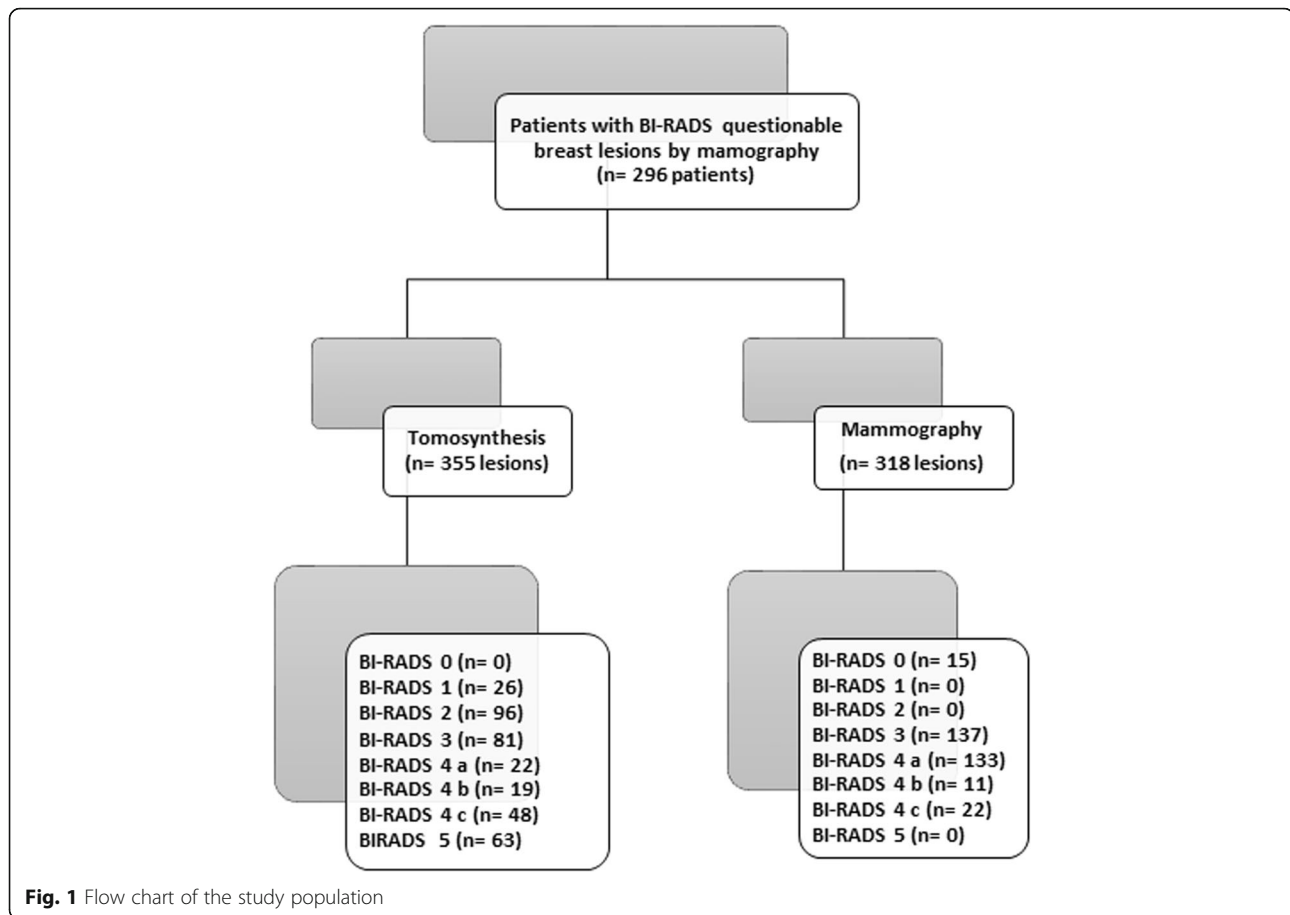 Patients with BI-RADS questionable
breast lesions by mamography
(n= 296 patients)
Tomosynthesis
(n= 355 lesions)
Mammography
(n= 318 lesions)
BI-RADS 0 (n= 0)
BI-RADS 1 (n= 26)
BI-RADS 2 (n= 96)
BI-RADS 3 (n= 81)
BI-RADS 4 a (n= 22)
BI-RADS 4 b (n= 19)
BI-RADS 4 c (n= 48)
BIRADS 5 (n= 63)
BI-RADS 0 (n= 15)
BI-RADS 1 (n= 0)
BI-RADS 2 (n= 0)
BI-RADS 3 (n= 137)
BI-RADS 4 a (n= 133)
BI-RADS 4 b (n= 11)
BI-RADS 4 c (n= 22)
BI-RADS 5 (n= 0)
Fig. 1 Flow chart of the study population